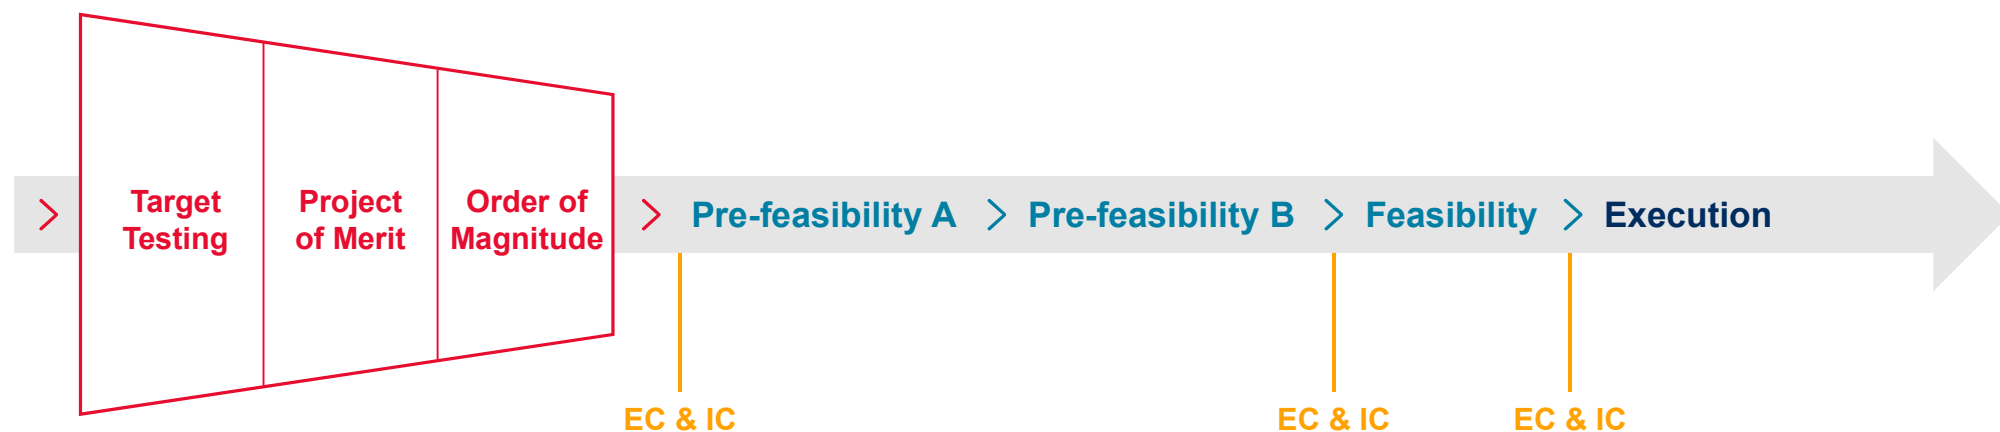 Target
Testing
Project
of Merit
Order of
Magnitude
Pre-feasibility A
Pre-feasibility B
Feasibility
Execution
EC & IC
EC & IC
EC & IC